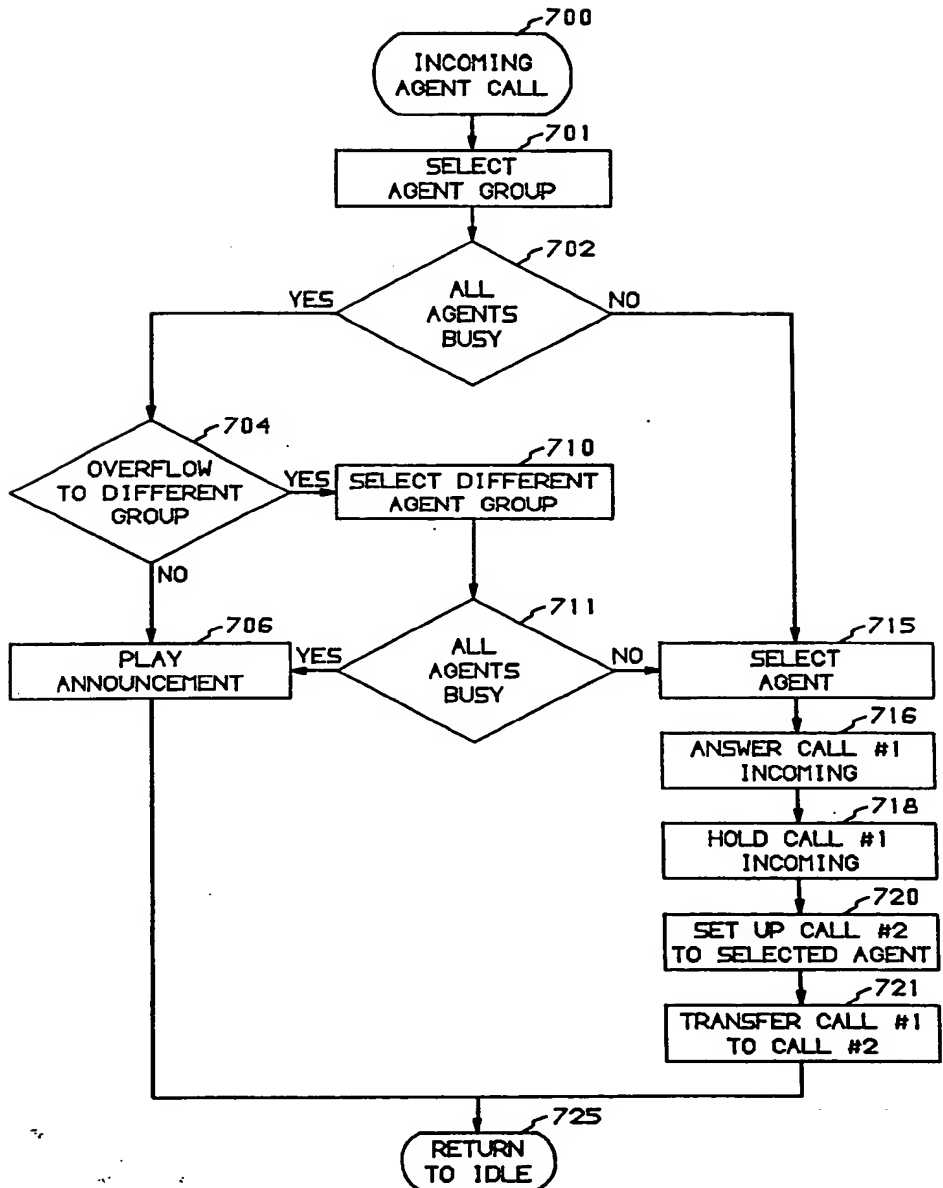 700
INCOMING
AGENT CALL
701
SELECT
AGENT GROUP
702
ALL
AGENTS
BUSY
YES
NO
704
OVERFLOW
TO DIFFERENT
GROUP
YES
NO
710
SELECT DIFFERENT
AGENT GROUP
711
ALL
AGENTS
BUSY
YES
NO
706
PLAY
ANNOUNCEMENT
715
SELECT
AGENT
716
ANSWER CALL #1
INCOMING
718
HOLD CALL #1
INCOMING
720
SET UP CALL #2
TO SELECTED AGENT
721
TRANSFER CALL #1
TO CALL #2
725
RETURN
TO IDLE